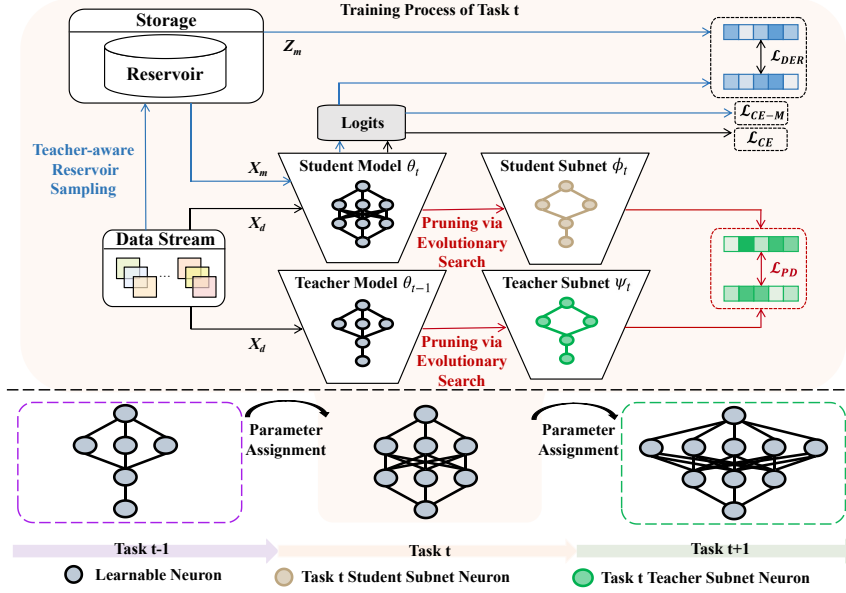 Training Process of Task t
Storage
Reservoir
Z_m
ℒ_DER
Logits
ℒ_CE−M
ℒ_CE
Teacher-aware
Reservoir
Sampling
X_m
Student Model θ_t
Student Subnet ϕ_t
X_d
Pruning via
Evolutionary
Search
Data Stream
...
ℒ_PD
Teacher Model θ_{t−1}
Teacher Subnet ψ_t
X_d
Pruning via
Evolutionary
Search
Parameter
Assignment
Parameter
Assignment
Task t-1
Task t
Task t+1
Learnable Neuron
Task t Student Subnet Neuron
Task t Teacher Subnet Neuron